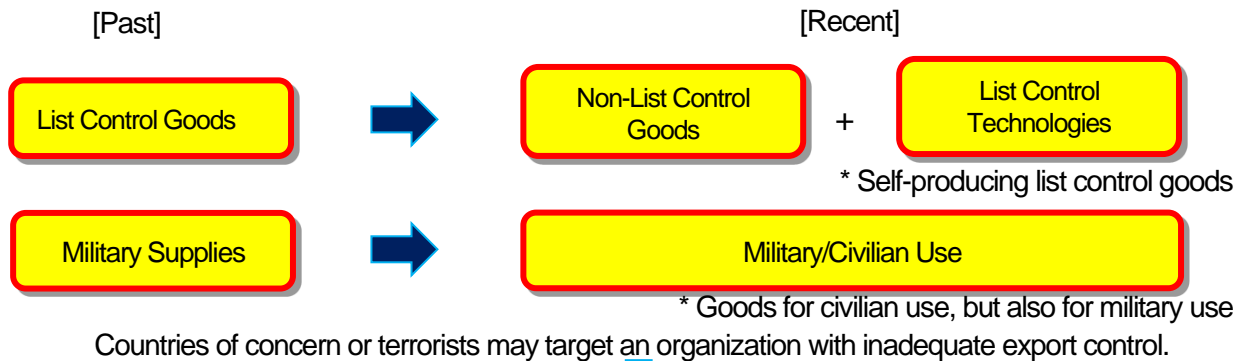 [Past] [Recent]
List Control Goods
Non-List Control
Goods
+
List Control
Technologies
* Self-producing list control goods
Military Supplies
Military/Civilian Use
* Goods for civilian use, but also for military use
Countries of concern or terrorists may target an organization with inadequate export control.